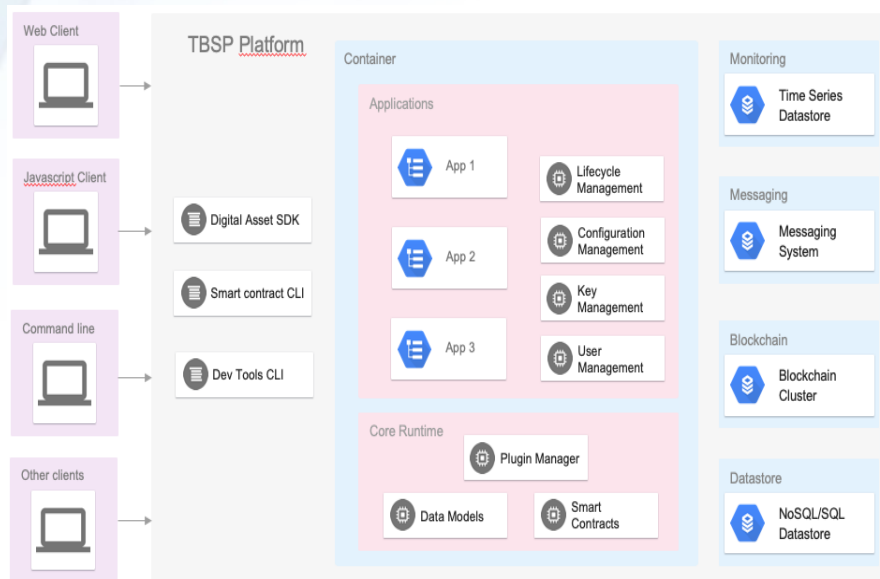 Web Client
Javascript Client
Command line
Other clients
TBSP Platform
Digital Asset SDK
Smart contract CLI
Dev Tools CLI
Container
Applications
App 1
App 2
App 3
Lifecycle
Management
Configuration
Management
Key
Management
User
Management
Core Runtime
Plugin Manager
Data Models
Smart
Contracts
Monitoring
Time Series
Datastore
Messaging
Messaging
System
Blockchain
Blockchain
Cluster
Datastore
NoSQL/SQL
Datastore